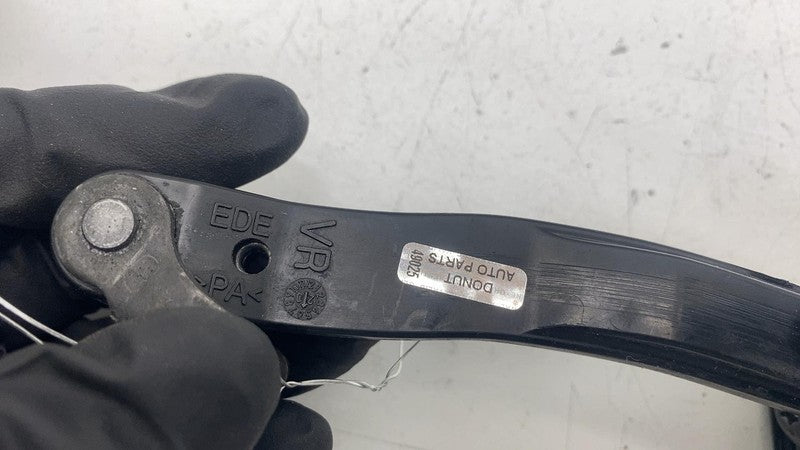 EDE
VR
>PA<
DONUT
AUTO PARTS
49025